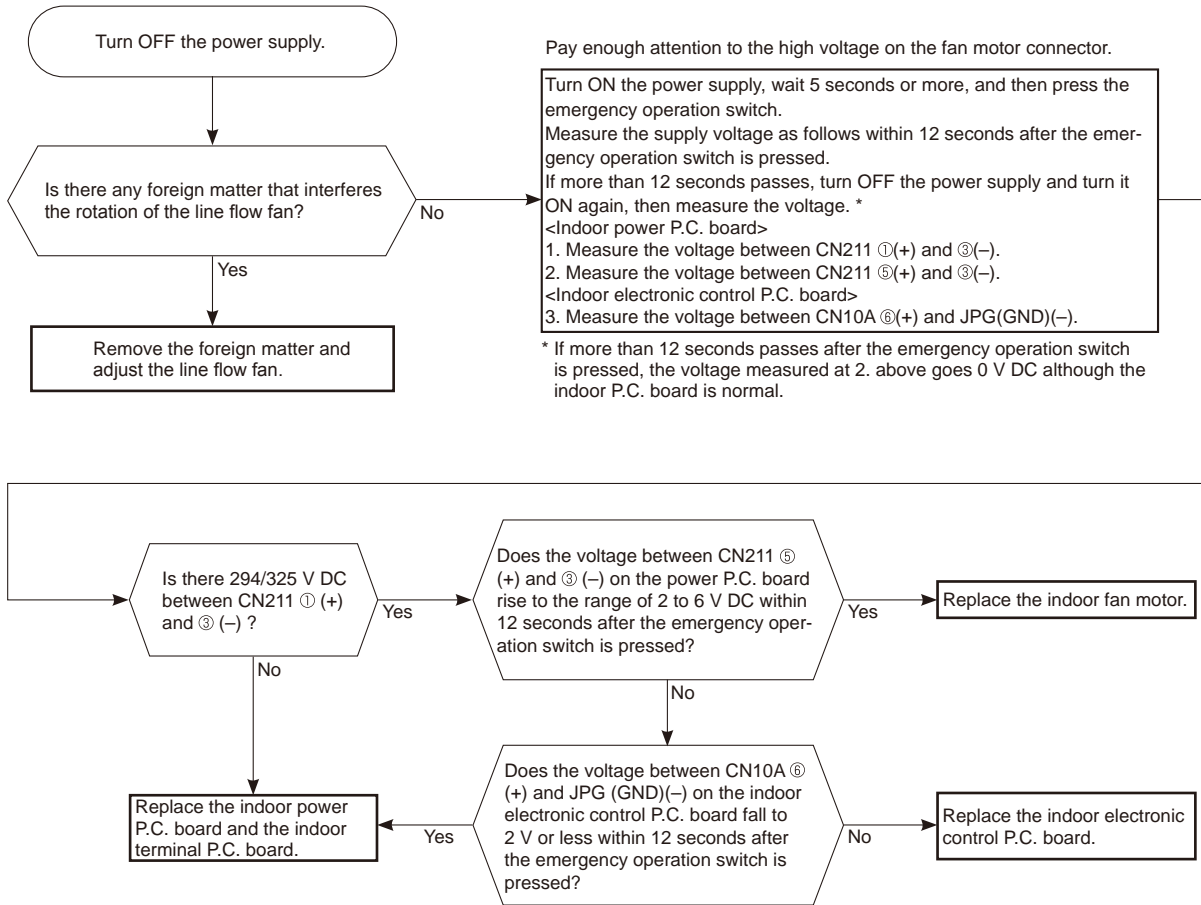 Turn OFF the power supply.
Is there any foreign matter that interferes
the rotation of the line flow fan?
No
Yes
Remove the foreign matter and
adjust the line flow fan.
Pay enough attention to the high voltage on the fan motor connector.
Turn ON the power supply, wait 5 seconds or more, and then press the
emergency operation switch.
Measure the supply voltage as follows within 12 seconds after the emer-
gency operation switch is pressed.
If more than 12 seconds passes, turn OFF the power supply and turn it
ON again, then measure the voltage. *
<Indoor power P.C. board>
1. Measure the voltage between CN211 ①(+) and ③(–).
2. Measure the voltage between CN211 ⑤(+) and ③(–).
<Indoor electronic control P.C. board>
3. Measure the voltage between CN10A ⑥(+) and JPG(GND)(–).
* If more than 12 seconds passes after the emergency operation switch
is pressed, the voltage measured at 2. above goes 0 V DC although the
indoor P.C. board is normal.
Is there 294/325 V DC
between CN211 ① (+)
and ③ (–) ?
Yes
No
Does the voltage between CN211 ⑤
(+) and ③ (–) on the power P.C. board
rise to the range of 2 to 6 V DC within
12 seconds after the emergency oper-
ation switch is pressed?
Yes
No
Replace the indoor fan motor.
Replace the indoor power
P.C. board and the indoor
terminal P.C. board.
Yes
Does the voltage between CN10A ⑥
(+) and JPG (GND)(–) on the indoor
electronic control P.C. board fall to
2 V or less within 12 seconds after
the emergency operation switch is
pressed?
No
Replace the indoor electronic
control P.C. board.